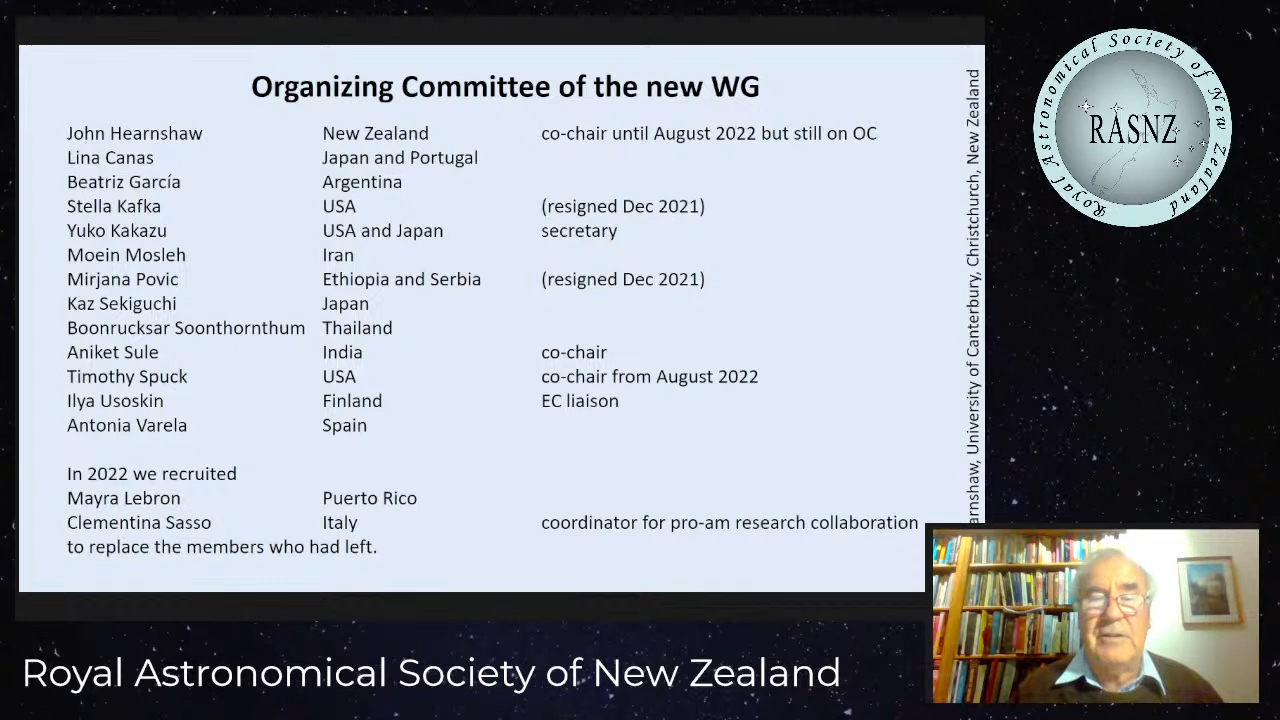 Organizing Committee of the new WG
John Hearnshaw New Zealand co-chair until August 2022 but still on OC
Lina Canas Japan and Portugal
Beatriz García Argentina
Stella Kafka USA (resigned Dec 2021)
Yuko Kakazu USA and Japan secretary
Moein Mosleh Iran
Mirjana Povic Ethiopia and Serbia (resigned Dec 2021)
Kaz Sekiguchi Japan
Boonrucksar Soonthornthum Thailand
Aniket Sule India co-chair
Timothy Spuck USA co-chair from August 2022
Ilya Usoskin Finland EC liaison
Antonia Varela Spain
In 2022 we recruited
Mayra Lebron Puerto Rico
Clementina Sasso Italy coordinator for pro-am research collaboration
to replace the members who had left.
arnshaw, University of Canterbury, Christchurch, New Zealand
Royal Astronomical Society of New Zealand
RASNZ
Royal Astronomical Society of New Zealand